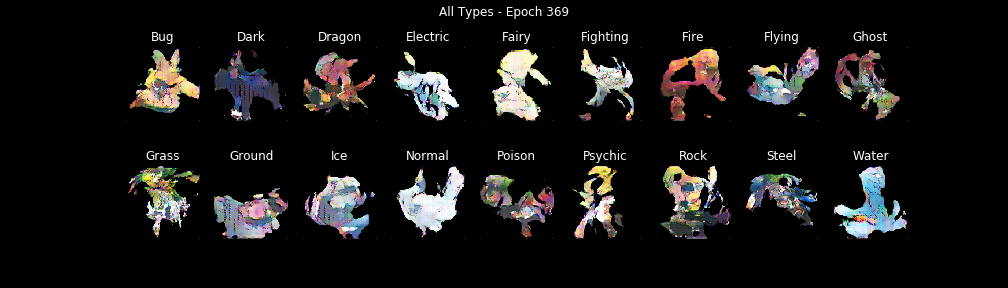 All Types - Epoch 369
Bug Dark Dragon Electric Fairy Fighting Fire Flying Ghost
Grass Ground Ice Normal Poison Psychic Rock Steel Water